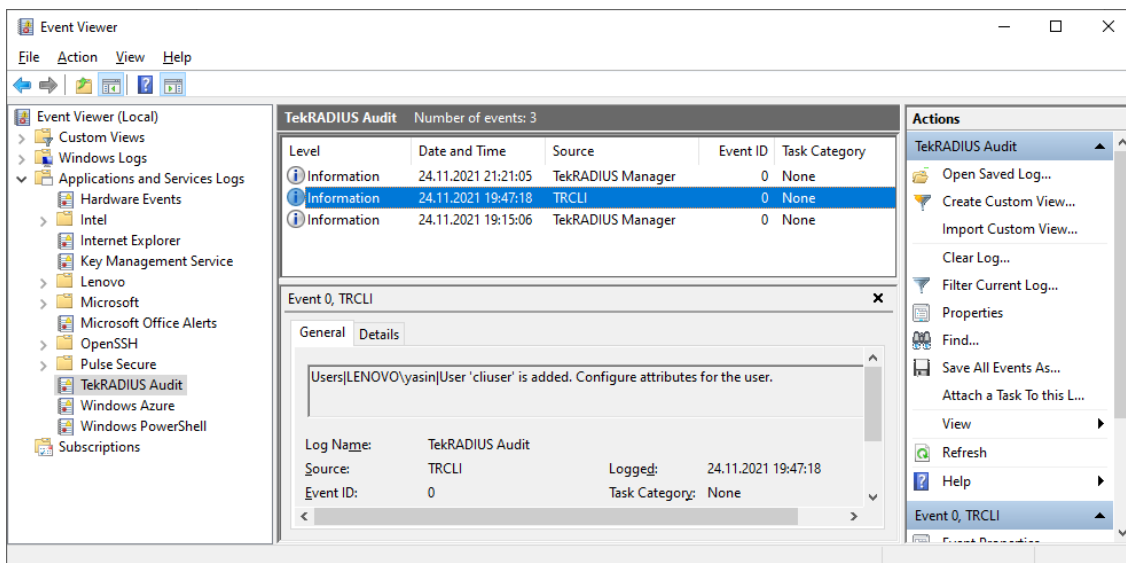 Event Viewer
File Action View Help
Event Viewer (Local)
Custom Views
Windows Logs
Applications and Services Logs
Hardware Events
Intel
Internet Explorer
Key Management Service
Lenovo
Microsoft
Microsoft Office Alerts
OpenSSH
Pulse Secure
TekRADIUS Audit
Windows Azure
Windows PowerShell
Subscriptions
TekRADIUS Audit Number of events: 3
Level Date and Time Source Event ID Task Category
Information 24.11.2021 21:21:05 TekRADIUS Manager 0 None
Information 24.11.2021 19:47:18 TRCLI 0 None
Information 24.11.2021 19:15:06 TekRADIUS Manager 0 None
Event 0, TRCLI
General Details
Users|LENOVO\yasin|User 'cliuser' is added. Configure attributes for the user.
Log Name: TekRADIUS Audit
Source: TRCLI Logged: 24.11.2021 19:47:18
Event ID: 0 Task Category: None
Actions
TekRADIUS Audit
Open Saved Log...
Create Custom View...
Import Custom View...
Clear Log...
Filter Current Log...
Properties
Find...
Save All Events As...
Attach a Task To this L...
View
Refresh
Help
Event 0, TRCLI